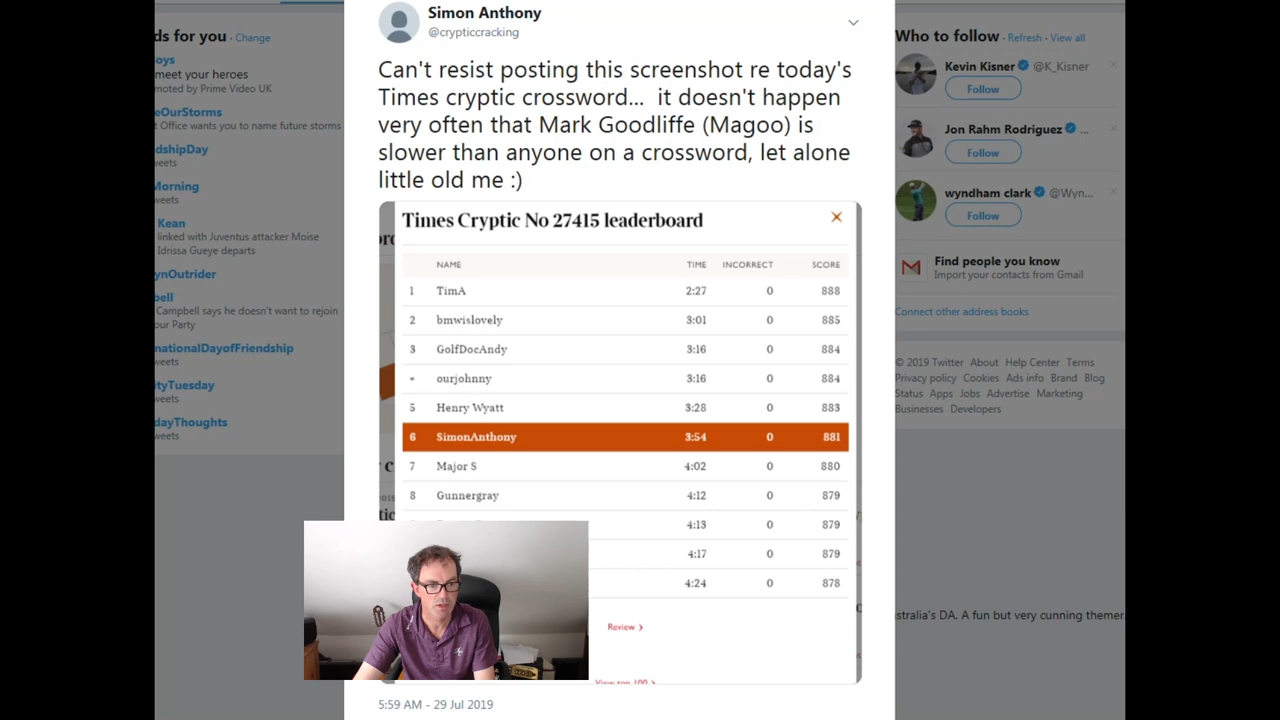 ds for you · Change
oys
meet your heroes
moted by Prime Video UK
eOurStorms
t Office wants you to name future storms
dshipDay
weets
Morning
weets
Kean
linked with Juventus attacker Moise
Idrissa Gueye departs
ynOutrider
bell
Campbell says he doesn't want to rejoin
our Party
nationalDayofFriendship
weets
ityTuesday
weets
dayThoughts
weets
Simon Anthony
@crypticcracking
Can't resist posting this screenshot re today's
Times cryptic crossword... it doesn't happen
very often that Mark Goodliffe (Magoo) is
slower than anyone on a crossword, let alone
little old me :)
Times Cryptic No 27415 leaderboard
NAME TIME INCORRECT SCORE
1 TimA 2:27 0 888
2 bmwislovely 3:01 0 885
3 GolfDocAndy 3:16 0 884
= ourjohnny 3:16 0 884
5 Henry Wyatt 3:28 0 883
6 SimonAnthony 3:54 0 881
7 Major S 4:02 0 880
8 Gunnergray 4:12 0 879
4:13 0 879
4:17 0 879
4:24 0 878
Review
View top 100
5:59 AM - 29 Jul 2019
Who to follow · Refresh · View all
Kevin Kisner @K_Kisner
Follow
Jon Rahm Rodriguez ...
Follow
wyndham clark @Wyn...
Follow
Find people you know
Import your contacts from Gmail
Connect other address books
© 2019 Twitter About Help Center Terms
Privacy policy Cookies Ads info Brand Blog
Status Apps Jobs Advertise Marketing
Businesses Developers
stralia's DA. A fun but very cunning themer.